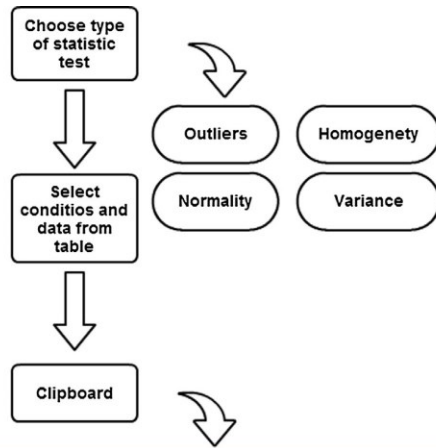 Choose type
of statistic
test
Outliers
Homogenety
Normality
Variance
Select
conditios and
data from
table
Clipboard